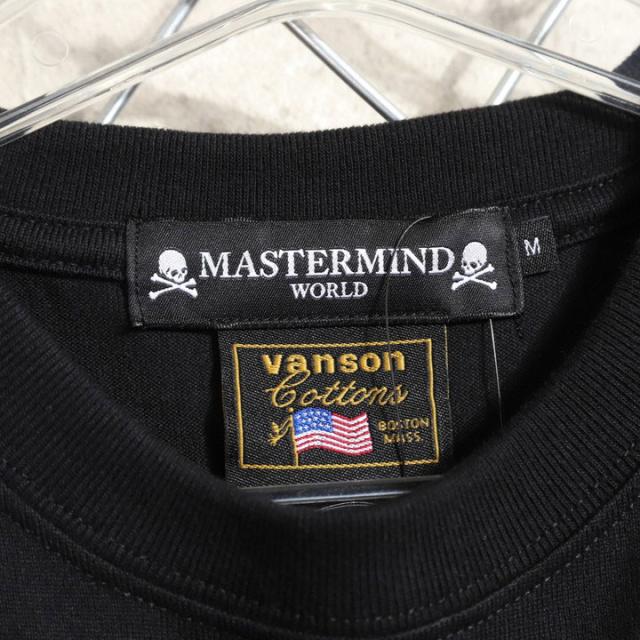 MASTERMIND
WORLD
M
vanson
Cottons
BOSTON
MASS.